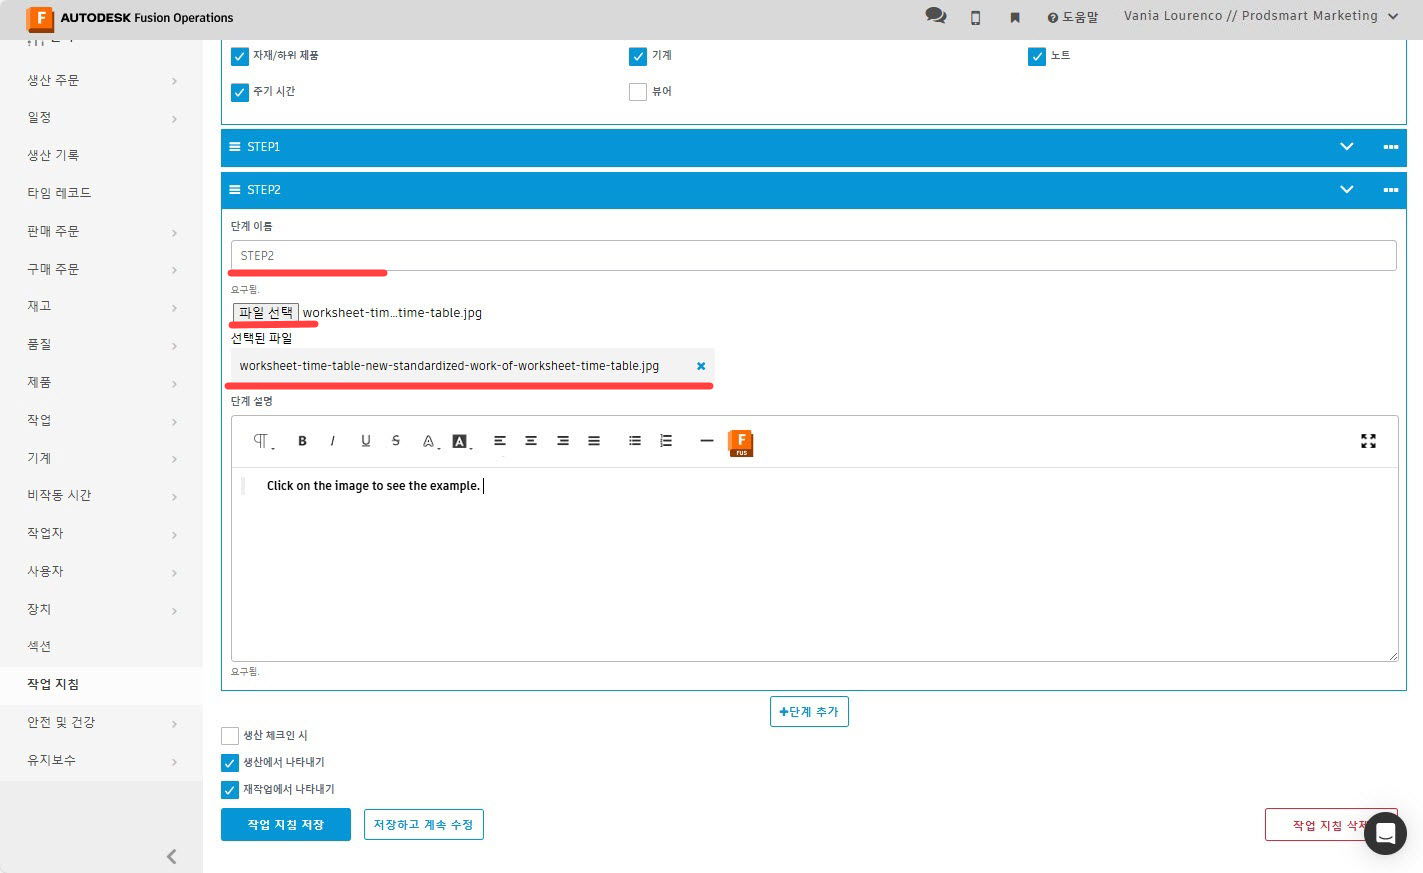 AUTODESK Fusion Operations
도움말
Vania Lourenco // Prodsmart Marketing
생산 주문
일정
생산 기록
타임 레코드
판매 주문
구매 주문
재고
품질
제품
작업
기계
비작동 시간
작업자
사용자
장치
섹션
작업 지침
안전 및 건강
유지보수
자재/하위 제품
기계
노트
주기 시간
뷰어
STEP1
STEP2
단계 이름
STEP2
요구됨.
파일 선택 worksheet-tim...time-table.jpg
선택된 파일
worksheet-time-table-new-standardized-work-of-worksheet-time-table.jpg
단계 설명
Click on the image to see the example.
요구됨.
+단계 추가
생산 체크인 시
생산에서 나타내기
재작업에서 나타내기
작업 지침 저장
저장하고 계속 수정
작업 지침